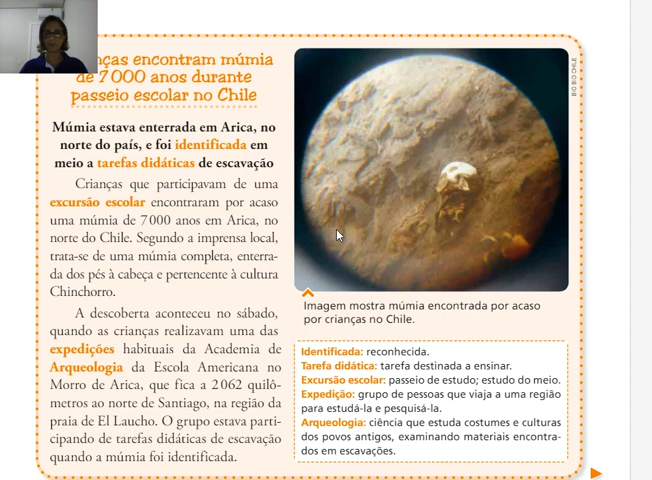 nças encontram múmia
de 7000 anos durante
passeio escolar no Chile
Múmia estava enterrada em Arica, no
norte do país, e foi identificada em
meio a tarefas didáticas de escavação
Crianças que participavam de uma
excursão escolar encontraram por acaso
uma múmia de 7000 anos em Arica, no
norte do Chile. Segundo a imprensa local,
trata-se de uma múmia completa, enterra-
da dos pés à cabeça e pertencente à cultura
Chinchorro.
A descoberta aconteceu no sábado,
quando as crianças realizavam uma das
expedições habituais da Academia de
Arqueologia da Escola Americana no
Morro de Arica, que fica a 2062 quilô-
metros ao norte de Santiago, na região da
praia de El Laucho. O grupo estava parti-
cipando de tarefas didáticas de escavação
quando a múmia foi identificada.
BIOBIOCHILE
Imagem mostra múmia encontrada por acaso
por crianças no Chile.
Identificada: reconhecida.
Tarefa didática: tarefa destinada a ensinar.
Excursão escolar: passeio de estudo; estudo do meio.
Expedição: grupo de pessoas que viaja a uma região
para estudá-la e pesquisá-la.
Arqueologia: ciência que estuda costumes e culturas
dos povos antigos, examinando materiais encontra-
dos em escavações.